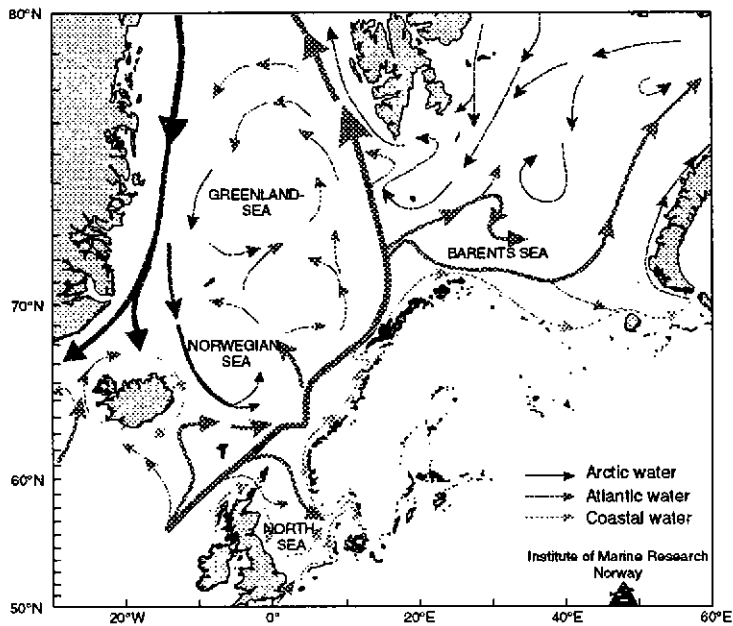 80°N
GREENLAND-
SEA
BARENTS SEA
70°N
NORWEGIAN
SEA
60°N
Arctic water
Atlantic water
Coastal water
NORTH-
SEA
Institute of Marine Research
Norway
50°N
20°W
0°
20°E
40°E
60°E